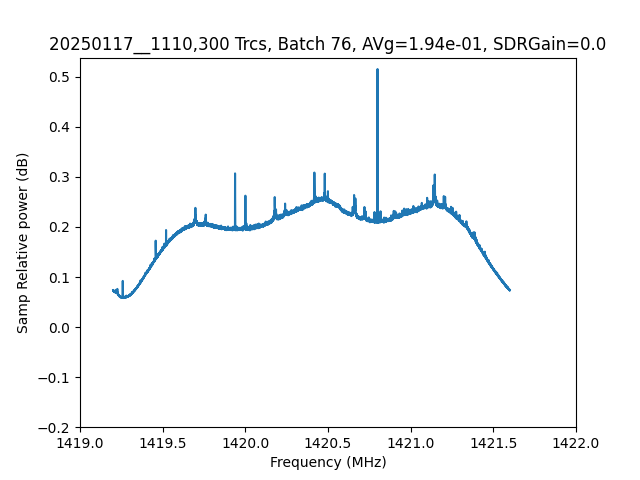 20250117__1110,300 Trcs, Batch 76, AVg=1.94e-01, SDRGain=0.0
Samp Relative power (dB)
0.5
0.4
0.3
0.2
0.1
0.0
−0.1
−0.2
1419.0 1419.5 1420.0 1420.5 1421.0 1421.5 1422.0
Frequency (MHz)